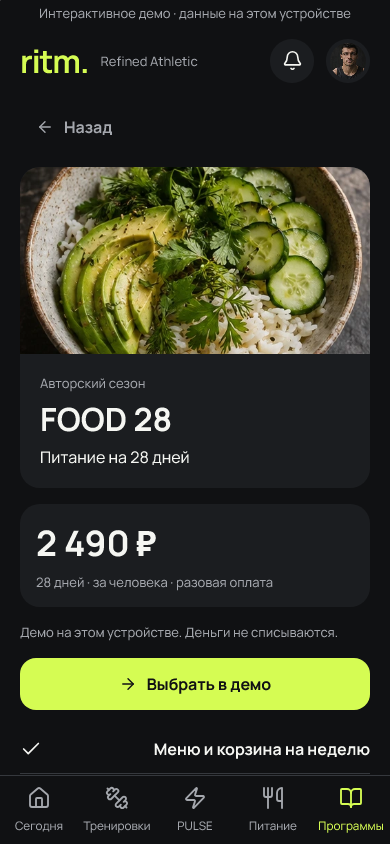 Интерактивное демо · данные на этом устройстве
ritm. Refined Athletic
Назад
Авторский сезон
FOOD 28
Питание на 28 дней
2 490 ₽
28 дней · за человека · разовая оплата
Демо на этом устройстве. Деньги не списываются.
Выбрать в демо
Меню и корзина на неделю
Сегодня Тренировки PULSE Питание Программы